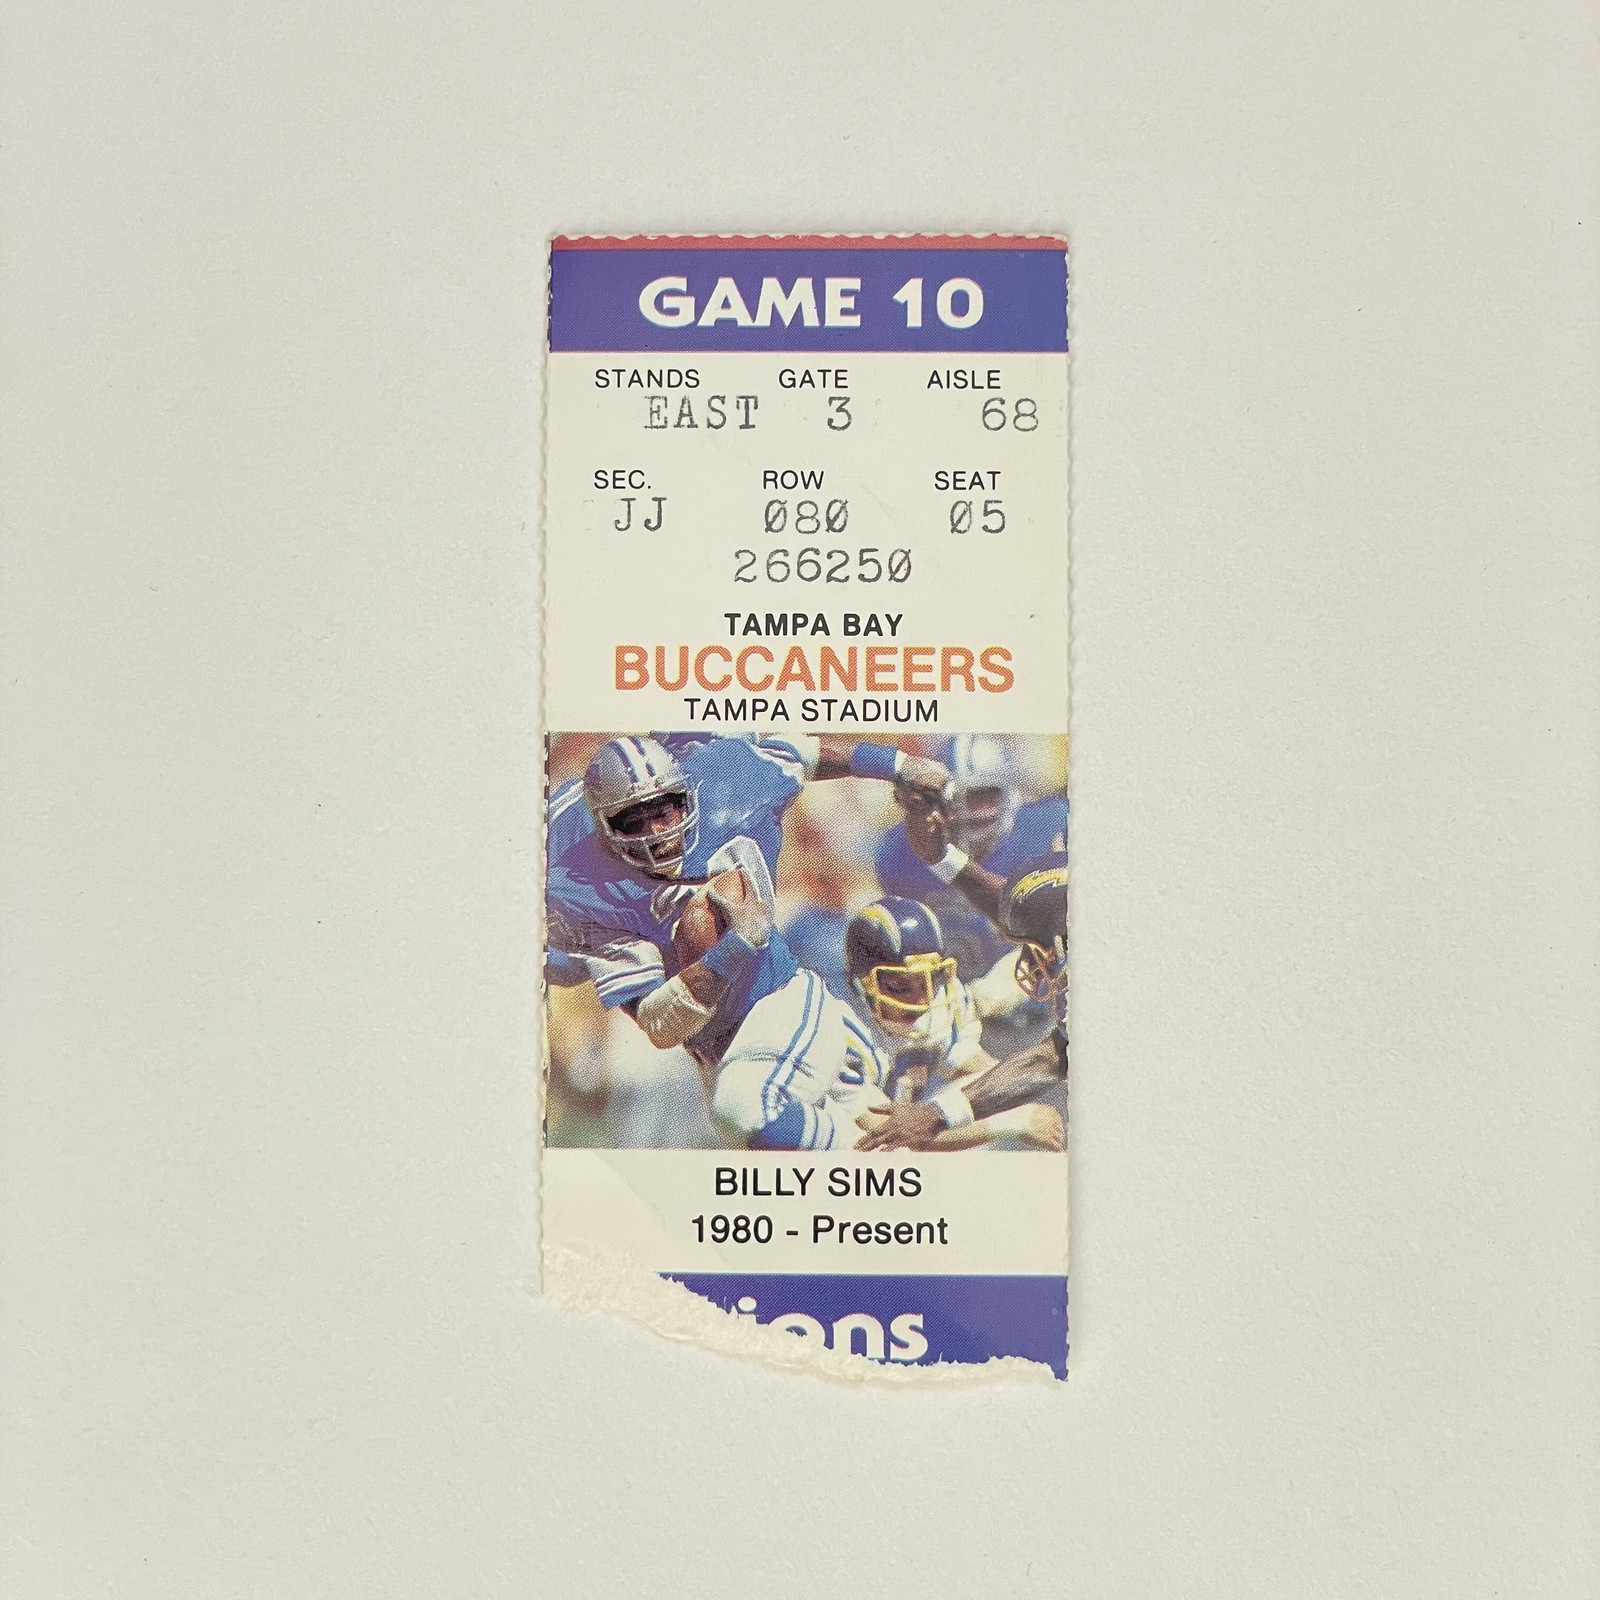 GAME 10
STANDS GATE AISLE
EAST 3 68
SEC. ROW SEAT
JJ 080 05
266250
TAMPA BAY
BUCCANEERS
TAMPA STADIUM
BILLY SIMS
1980 - Present
ions